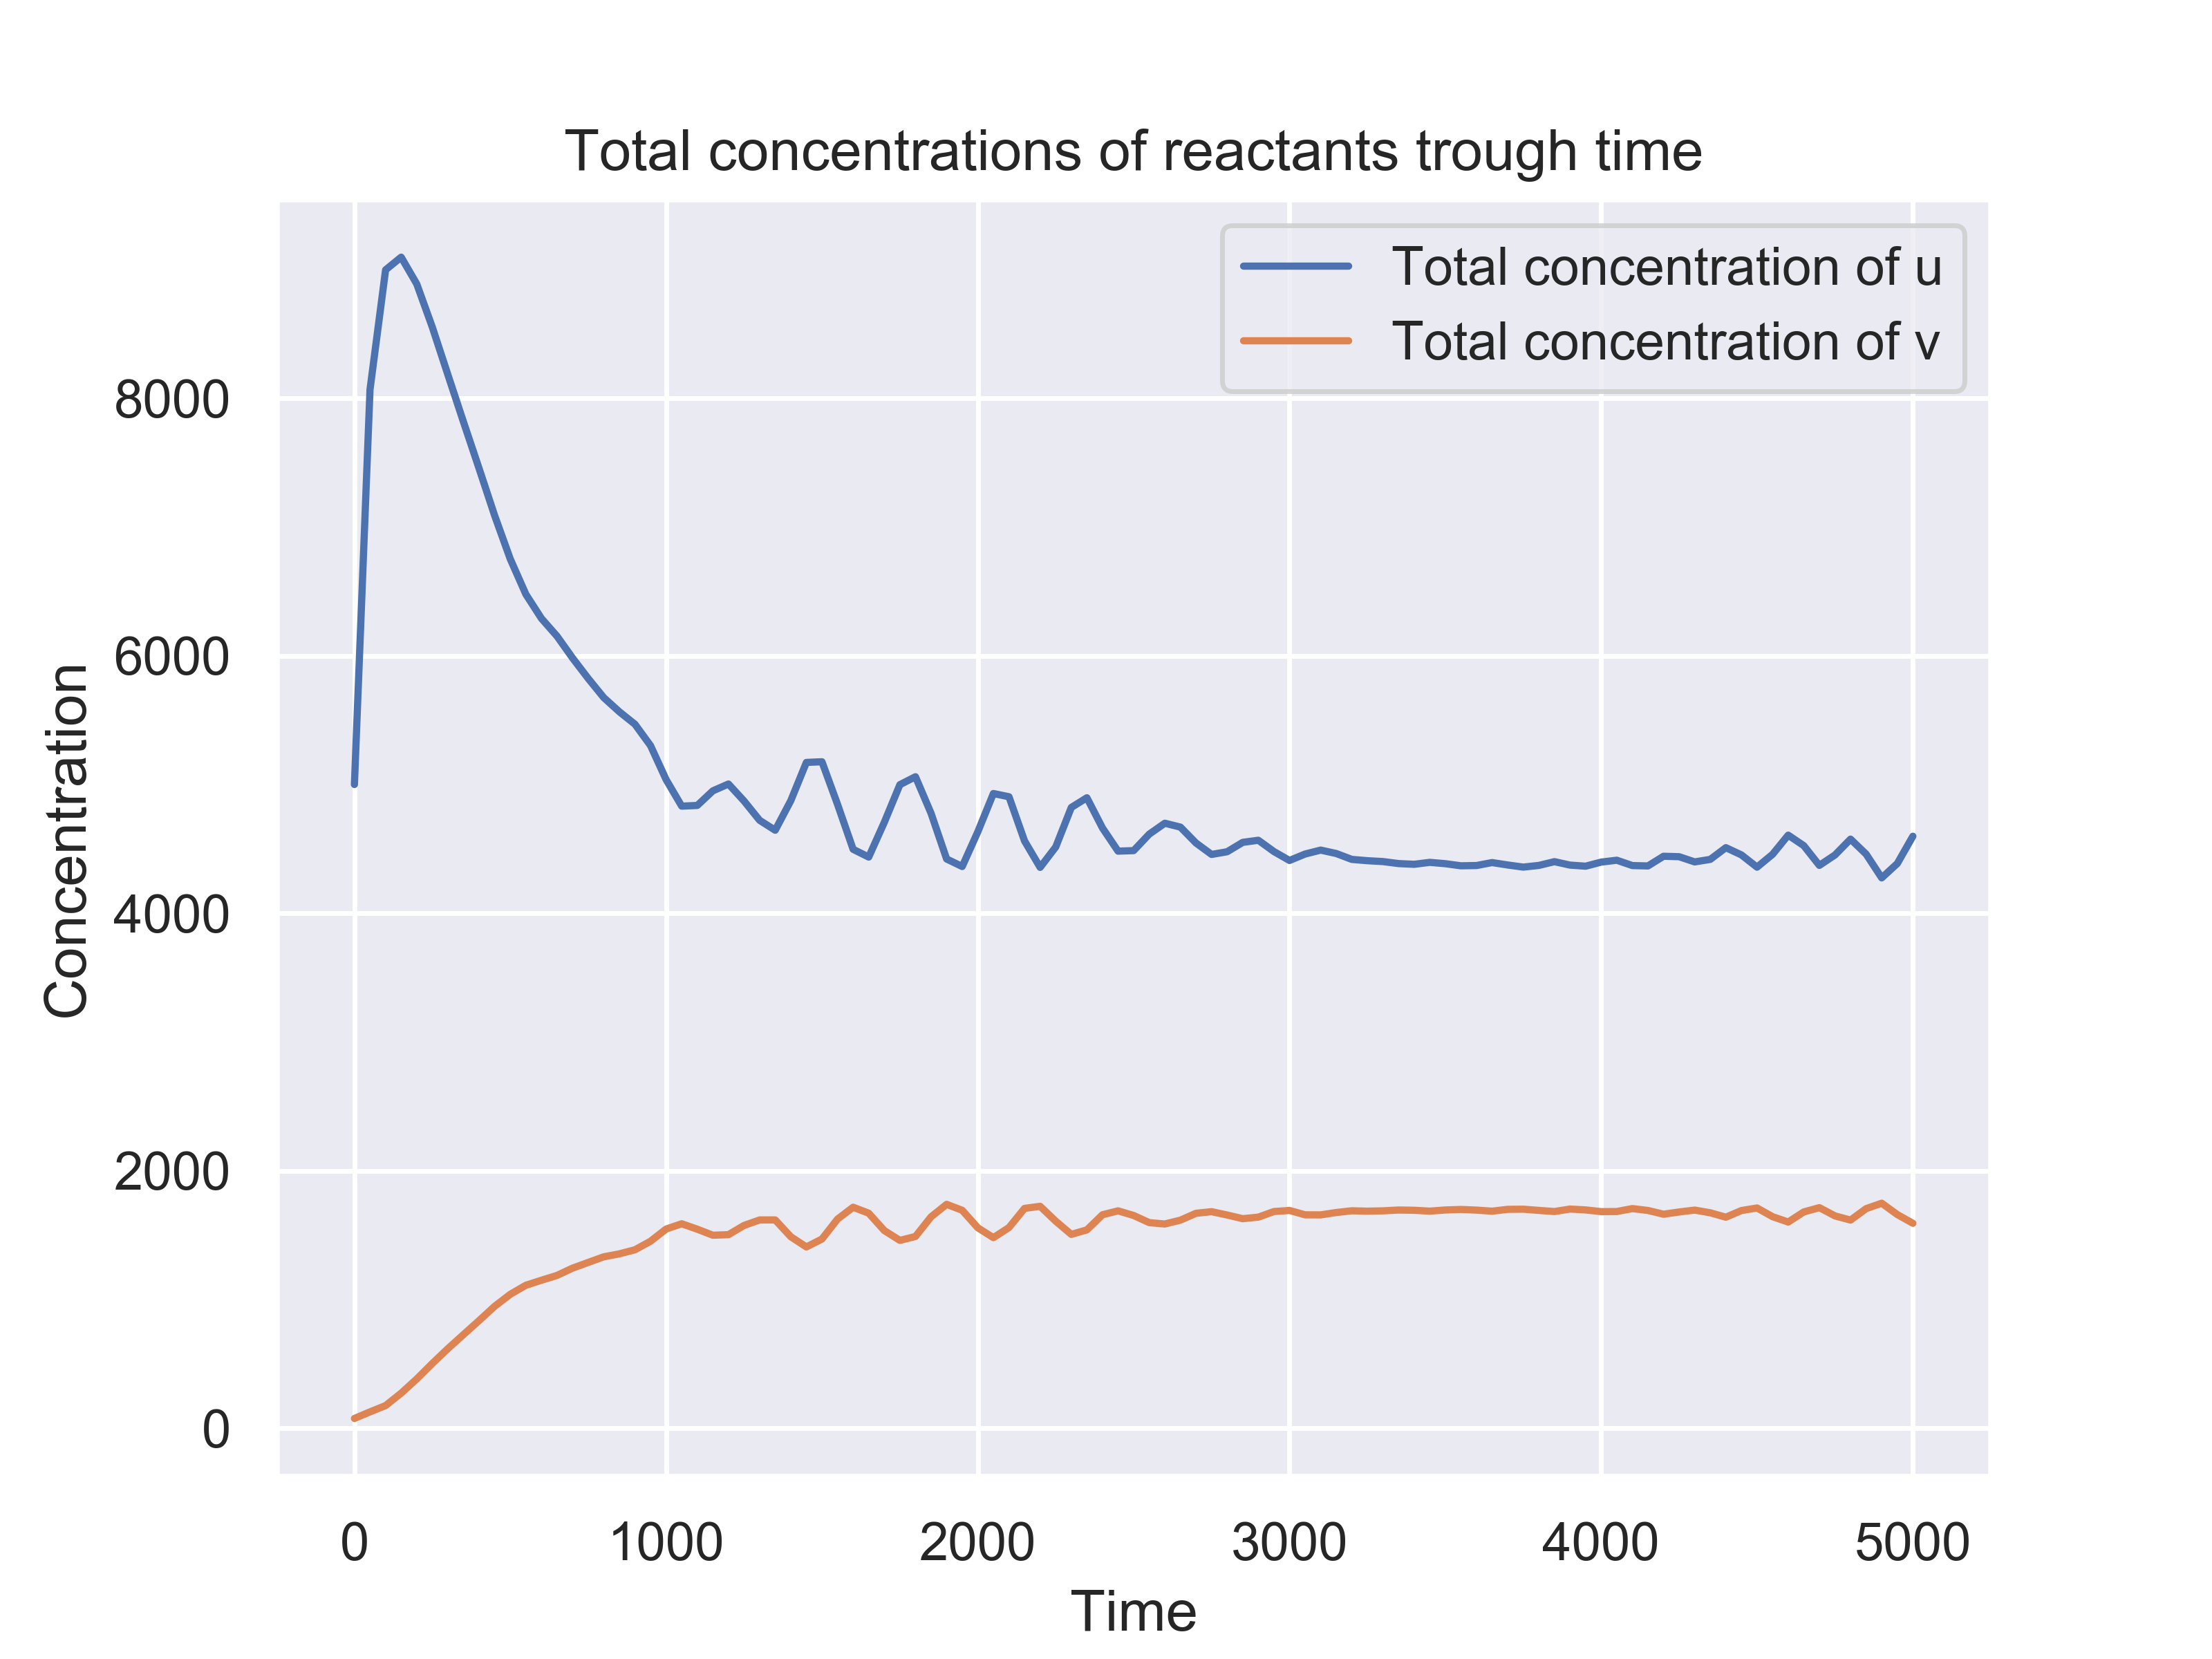 Total concentrations of reactants trough time
Total concentration of u
Total concentration of v
Concentration
8000
6000
4000
2000
0
0 1000 2000 3000 4000 5000
Time